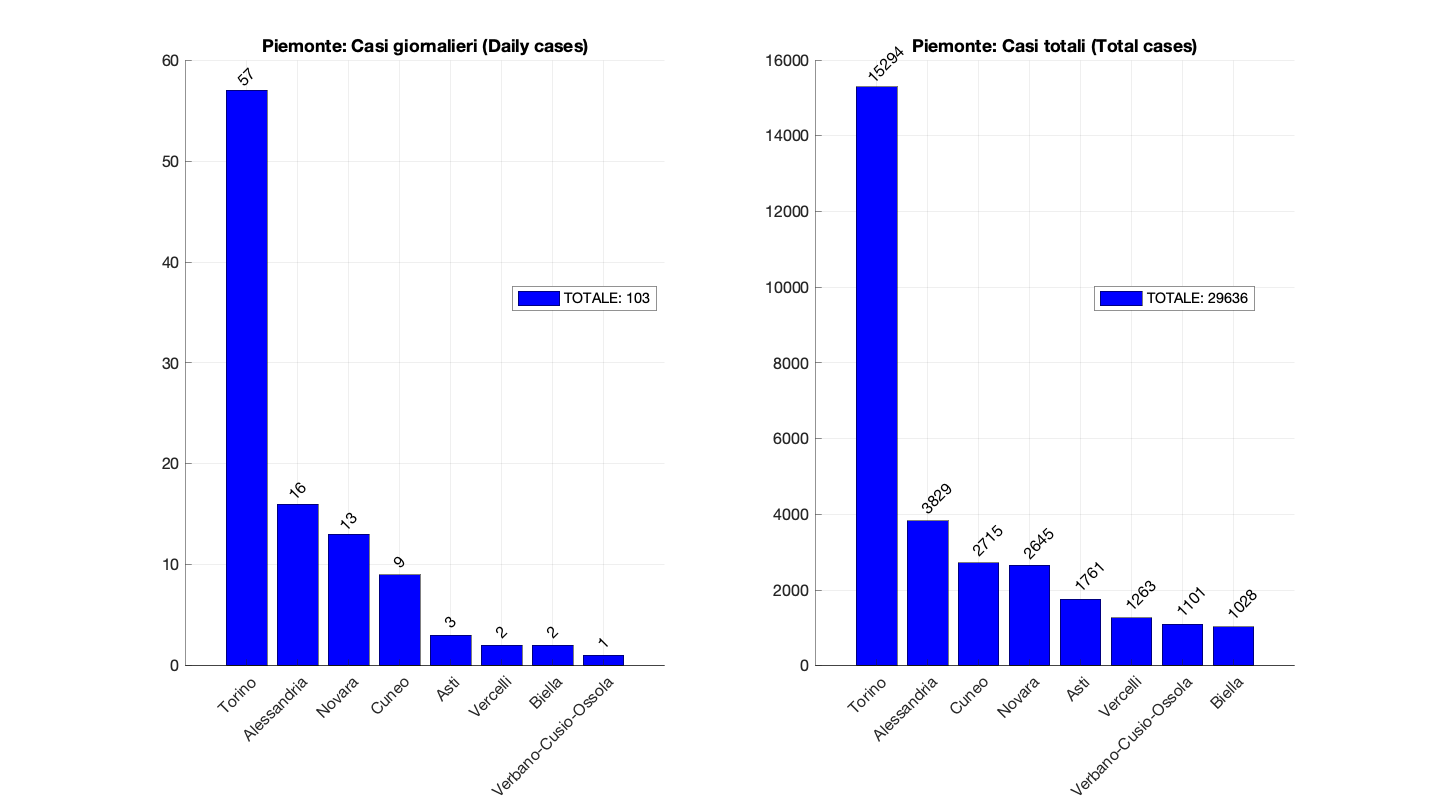 Piemonte: Casi giornalieri (Daily cases)
60
50
40
30
20
10
0
57
16
13
9
3
2
2
1
TOTALE: 103
Torino
Alessandria
Novara
Cuneo
Asti
Vercelli
Biella
Verbano-Cusio-Ossola
Piemonte: Casi totali (Total cases)
16000
14000
12000
10000
8000
6000
4000
2000
0
15294
3829
2715
2645
1761
1263
1101
1028
TOTALE: 29636
Torino
Alessandria
Cuneo
Novara
Asti
Vercelli
Verbano-Cusio-Ossola
Biella